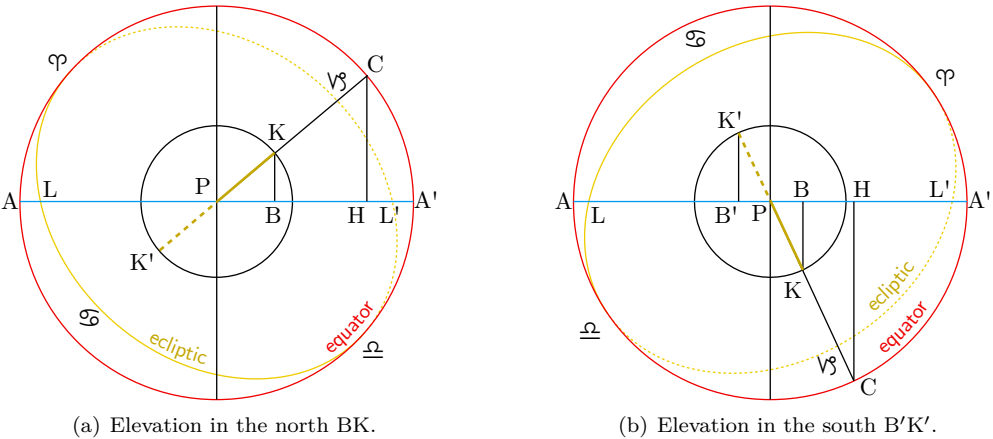 ♈
C
♑
K
P
A
L
B
H
L'
A'
K'
♋
ecliptic
equator
♎
(a) Elevation in the north BK.
♋
♈
K'
A
L
B'
P
B
H
L'
A'
K
ecliptic
equator
♎
♑
C
(b) Elevation in the south B′K′.